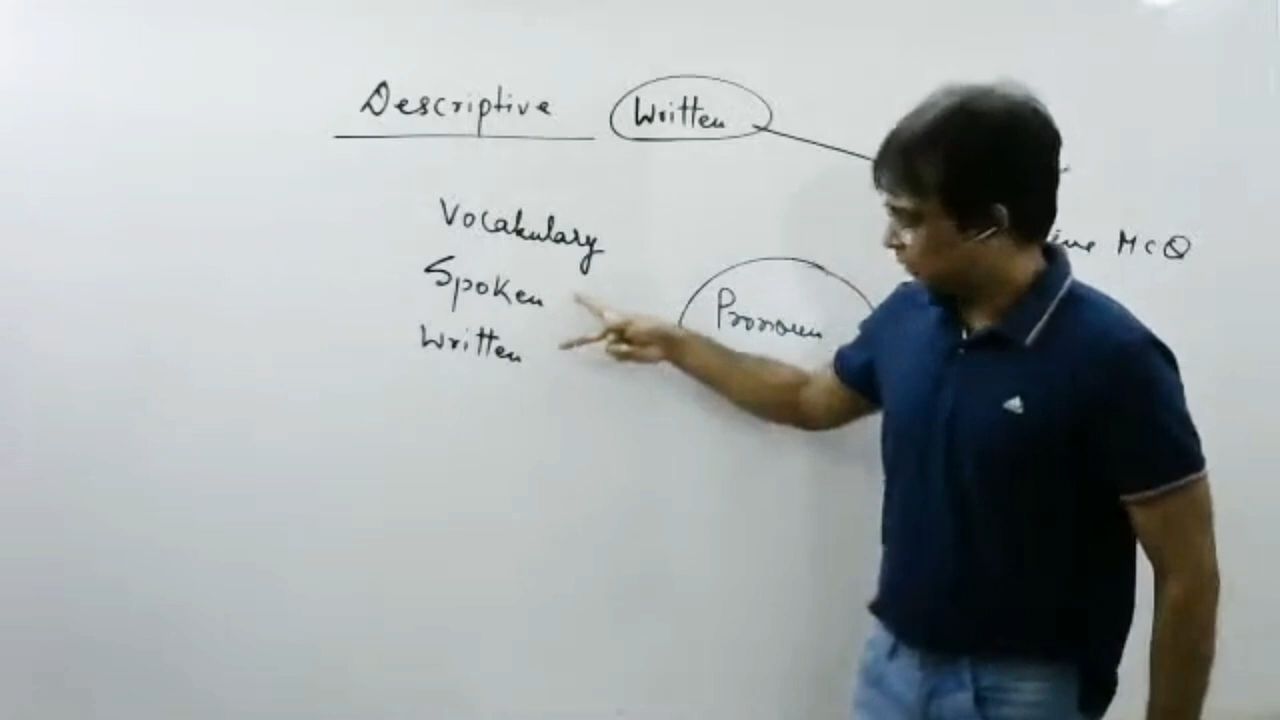 Descriptive Written
Vocabulary
Spoken
Written
Pronoun
MCQ